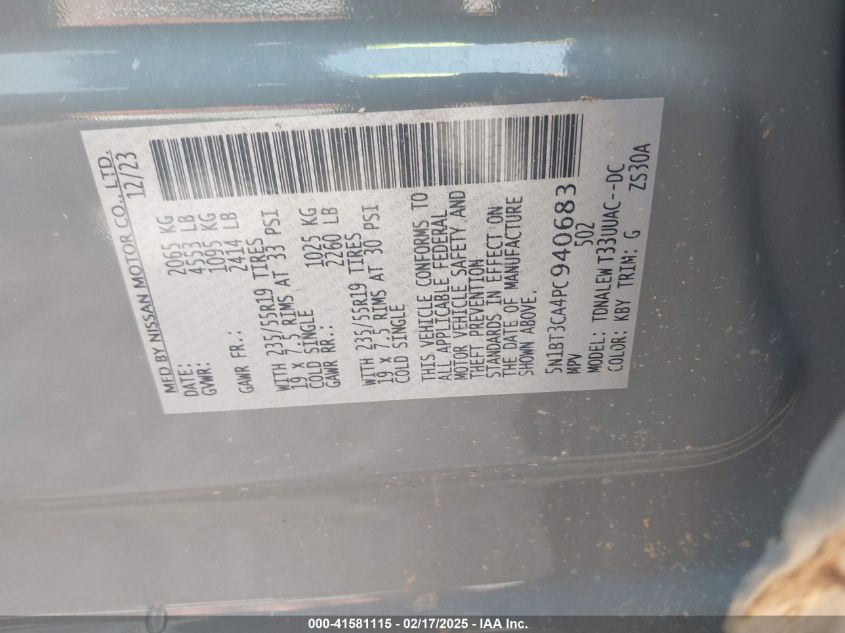 MFD BY NISSAN MOTOR CO., LTD.
DATE: 12/23
GVWR: 2065 KG
4553 LB
GAWR FR.: 1095 KG
2414 LB
WITH 235/55R19 TIRES
19 x 7.5 RIMS AT 33 PSI
COLD SINGLE
GAWR RR.: 1025 KG
2260 LB
WITH 235/55R19 TIRES
19 x 7.5 RIMS AT 30 PSI
COLD SINGLE
THIS VEHICLE CONFORMS TO
ALL APPLICABLE FEDERAL
MOTOR VEHICLE SAFETY AND
THEFT PREVENTION
STANDARDS IN EFFECT ON
THE DATE OF MANUFACTURE
SHOWN ABOVE.
5N1BT3CA4PC940683
MPV 502
MODEL: TDNALEW T33UUAC--DC
COLOR: KBY TRIM: G ZS30A
000-41581115 - 02/17/2025 - IAA Inc.